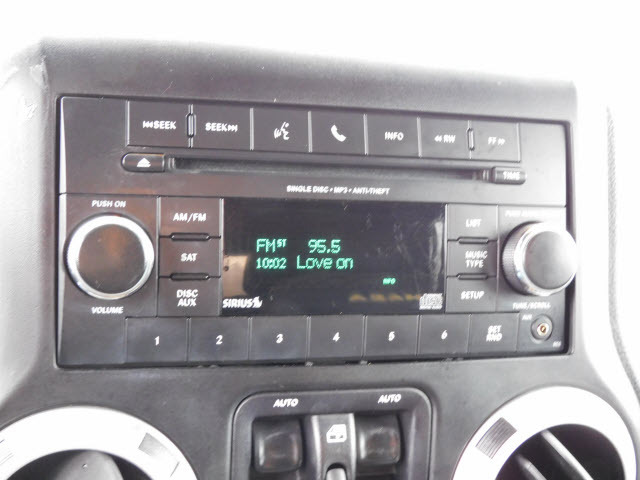 SEEK
SEEK
INFO
RW
FF
TIME
SINGLE DISC • MP3 • ANTI-THEFT
PUSH ON
AM/FM
SAT
DISC
AUX
VOLUME
FM ST 95.5
10:02 Love on
INFO
SIRIUS
LIST
MUSIC
TYPE
SETUP
TUNE/SCROLL
1
2
3
4
5
6
SET
RND
AUX
AUTO
AUTO